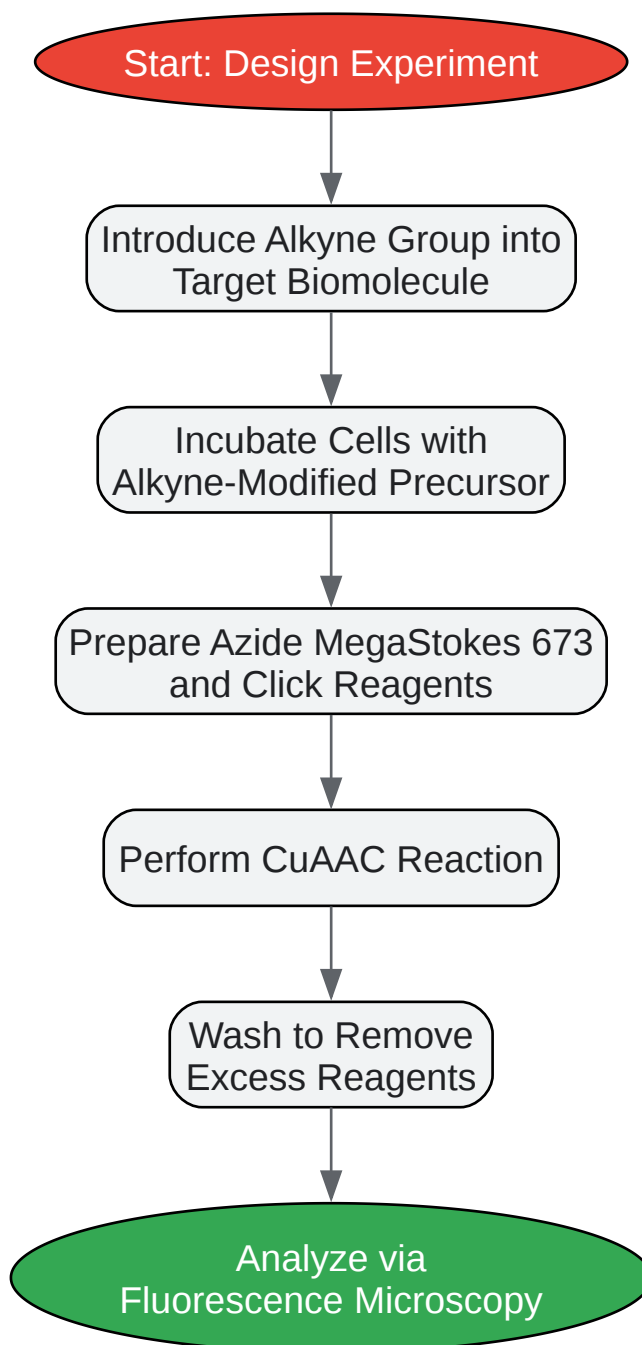 Start: Design Experiment
Introduce Alkyne Group into
Target Biomolecule
Incubate Cells with
Alkyne-Modified Precursor
Prepare Azide MegaStokes 673
and Click Reagents
Perform CuAAC Reaction
Wash to Remove
Excess Reagents
Analyze via
Fluorescence Microscopy